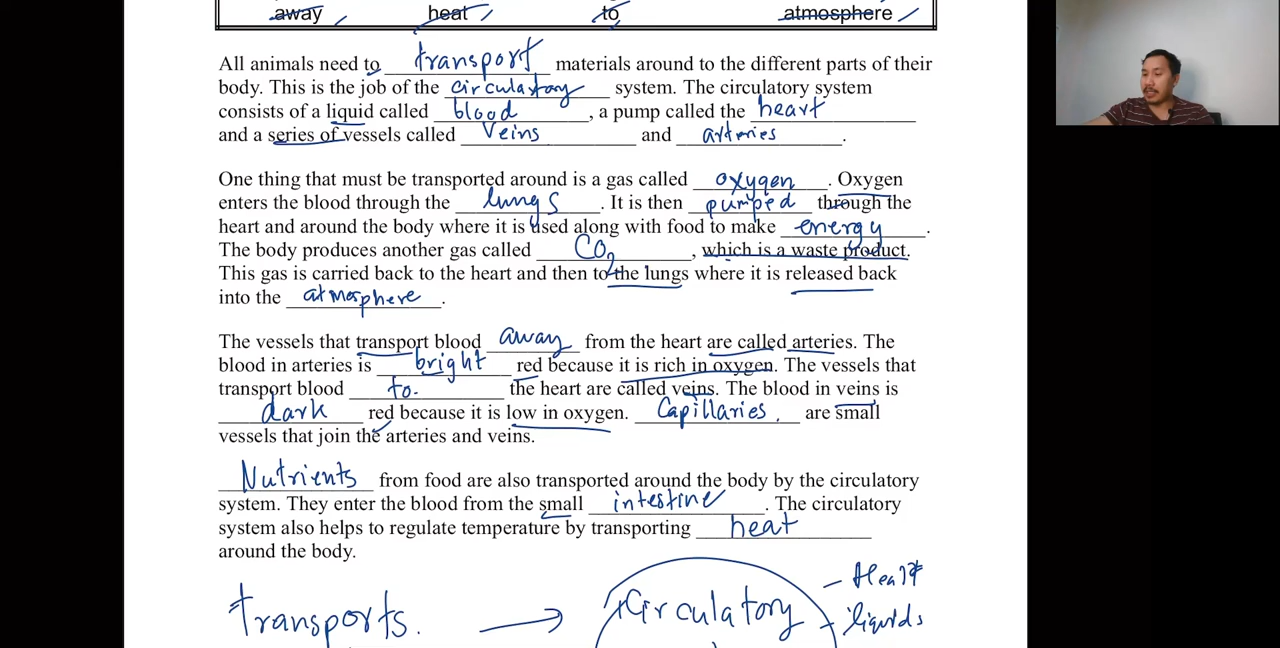 away heat to atmosphere
All animals need to transport materials around to the different parts of their
body. This is the job of the circulatory system. The circulatory system
consists of a liquid called blood, a pump called the heart
and a series of vessels called Veins and arteries.
One thing that must be transported around is a gas called oxygen. Oxygen
enters the blood through the lungs. It is then pumped through the
heart and around the body where it is used along with food to make energy.
The body produces another gas called CO2, which is a waste product.
This gas is carried back to the heart and then to the lungs where it is released back
into the atmosphere.
The vessels that transport blood away from the heart are called arteries. The
blood in arteries is bright red because it is rich in oxygen. The vessels that
transport blood to. the heart are called veins. The blood in veins is
dark red because it is low in oxygen. Capillaries. are small
vessels that join the arteries and veins.
Nutrients from food are also transported around the body by the circulatory
system. They enter the blood from the small intestine. The circulatory
system also helps to regulate temperature by transporting heat
around the body.
transports. → Circulatory
- liquids